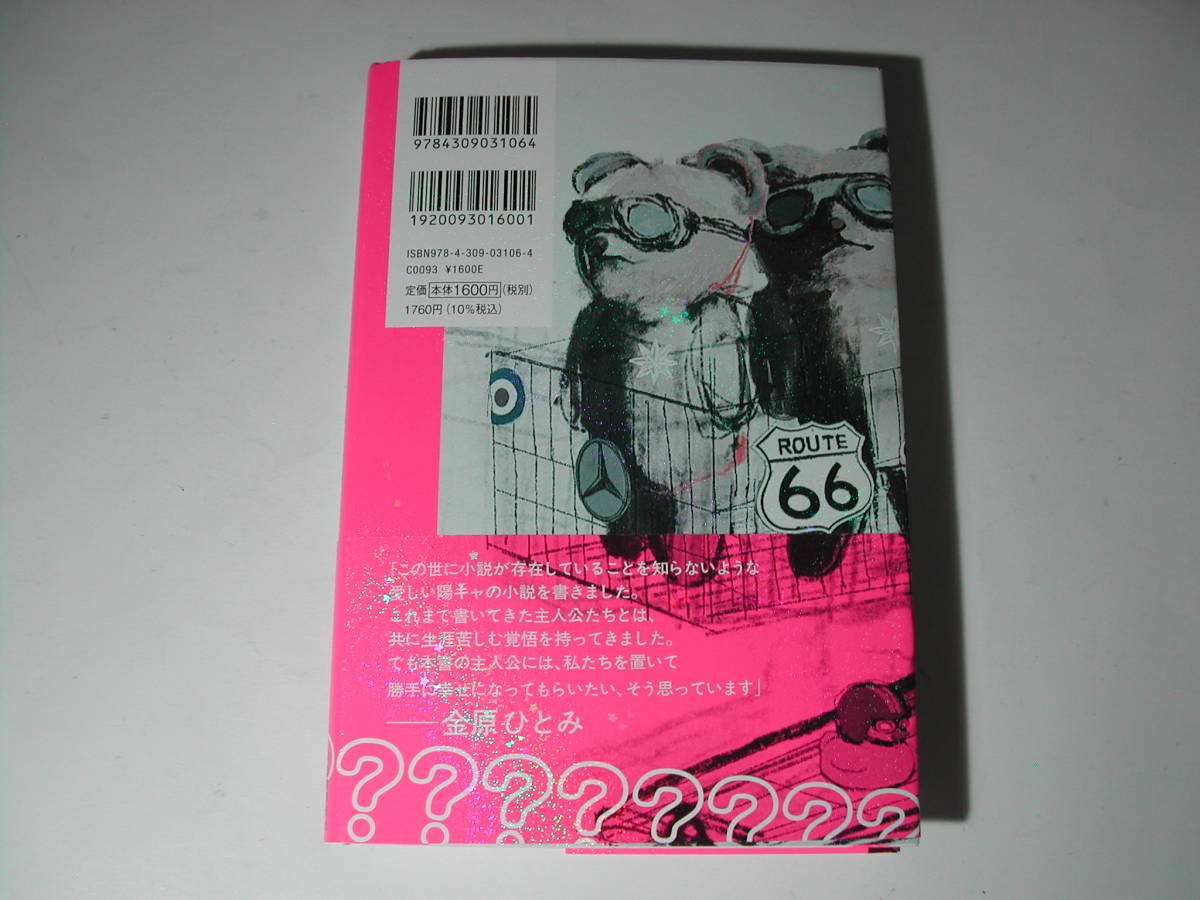 9784309031064
1920093016001
ISBN978-4-309-03106-4
C0093 ¥1600E
定価 本体1600円 (税別)
1760円 (10%税込)
ROUTE
66
「この世に小説が存在していることを知らないような
愛しい陽キャの小説を書きました。
これまで書いてきた主人公たちとは、
共に生涯苦しむ覚悟を持ってきました。
でも本書の主人公には、私たちを置いて
勝手に幸せになってもらいたい、そう思っています」
——金原ひとみ
????????